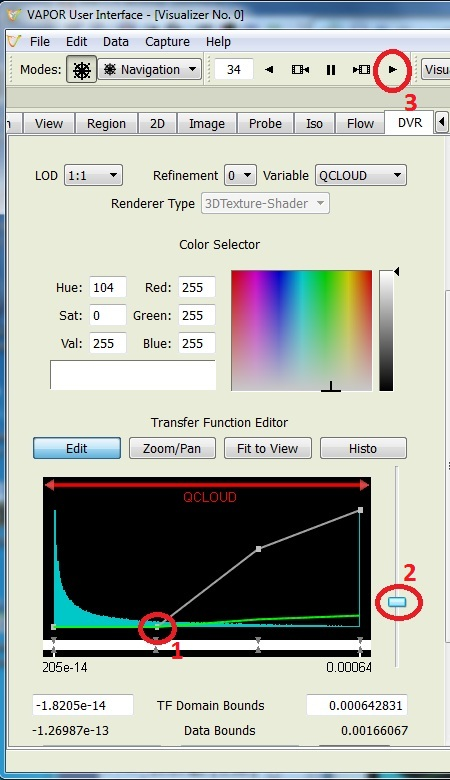 VAPOR User Interface - [Visualizer No. 0]
File Edit Data Capture Help
Modes: Navigation 34 Visu
3
n View Region 2D Image Probe Iso Flow DVR
LOD 1:1 Refinement 0 Variable QCLOUD
Renderer Type 3DTexture-Shader
Color Selector
Hue: 104 Red: 255
Sat: 0 Green: 255
Val: 255 Blue: 255
Transfer Function Editor
Edit Zoom/Pan Fit to View Histo
QCLOUD
2
1
205e-14 0.00064
-1.8205e-14 TF Domain Bounds 0.000642831
-1.26987e-13 Data Bounds 0.00166067